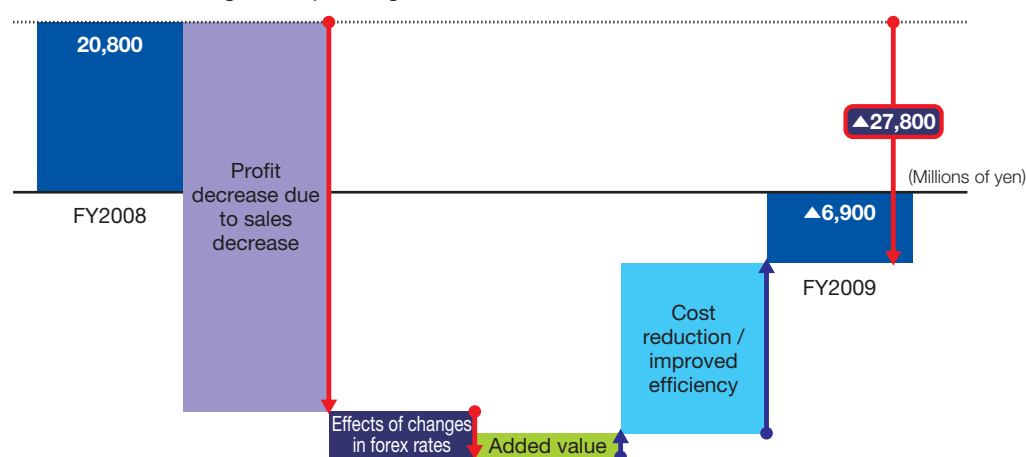 20,800
▲27,800
Profit
decrease due
to sales
decrease
(Millions of yen)
FY2008
▲6,900
FY2009
Cost
reduction /
improved
efficiency
Effects of changes
in forex rates
Added value